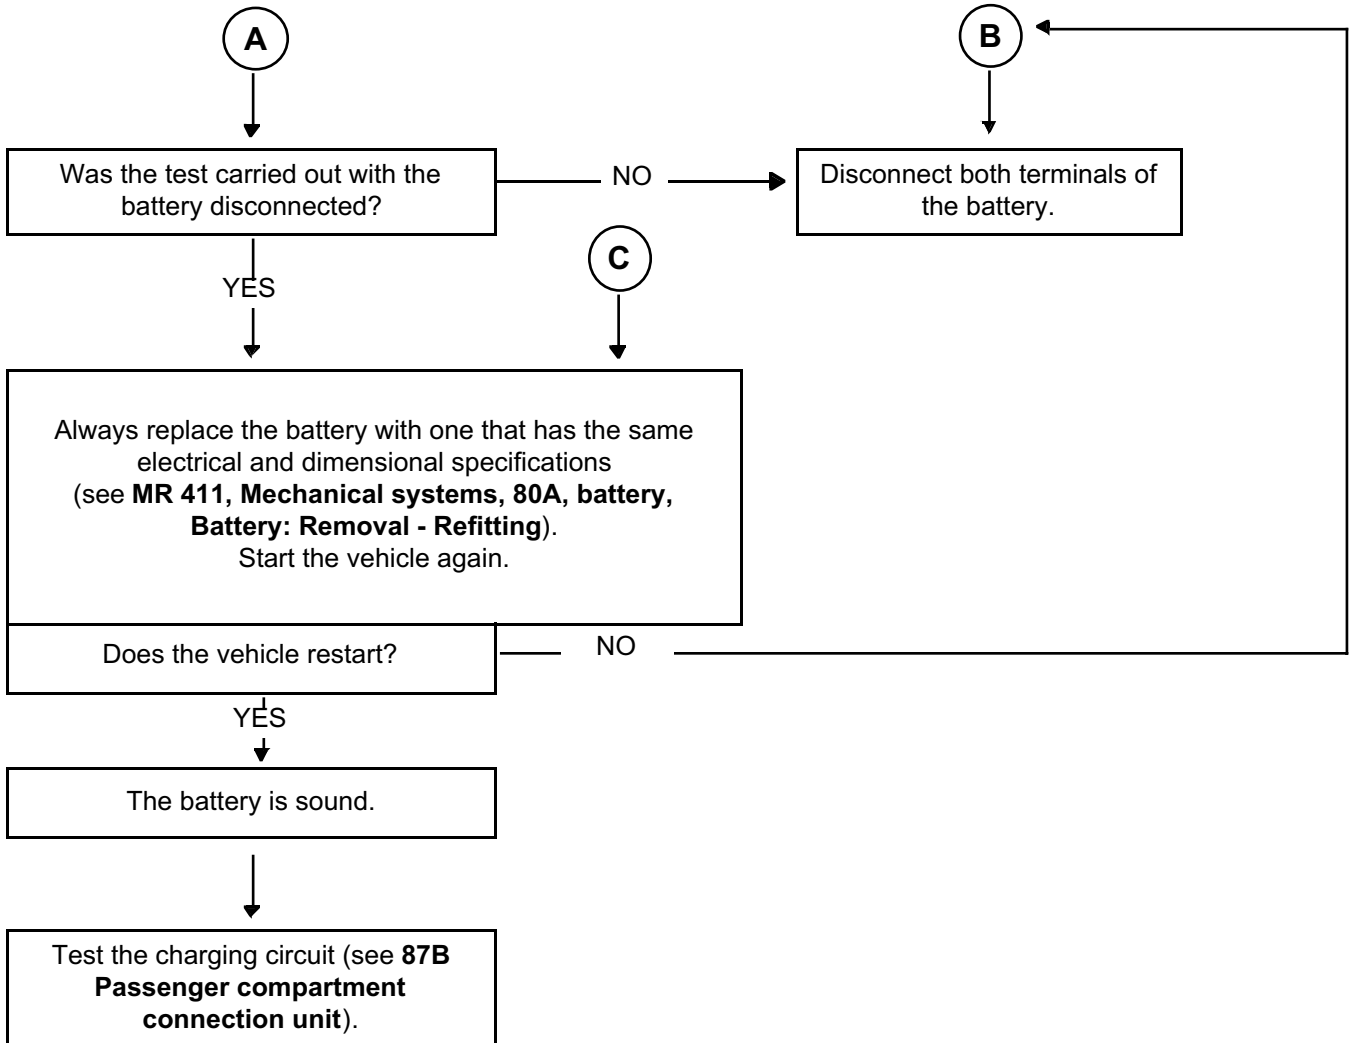 A
B
Was the test carried out with the
battery disconnected?
NO
Disconnect both terminals of
the battery.
C
YES
Always replace the battery with one that has the same
electrical and dimensional specifications
(see MR 411, Mechanical systems, 80A, battery,
Battery: Removal - Refitting).
Start the vehicle again.
Does the vehicle restart?
NO
YES
The battery is sound.
Test the charging circuit (see 87B
Passenger compartment
connection unit).